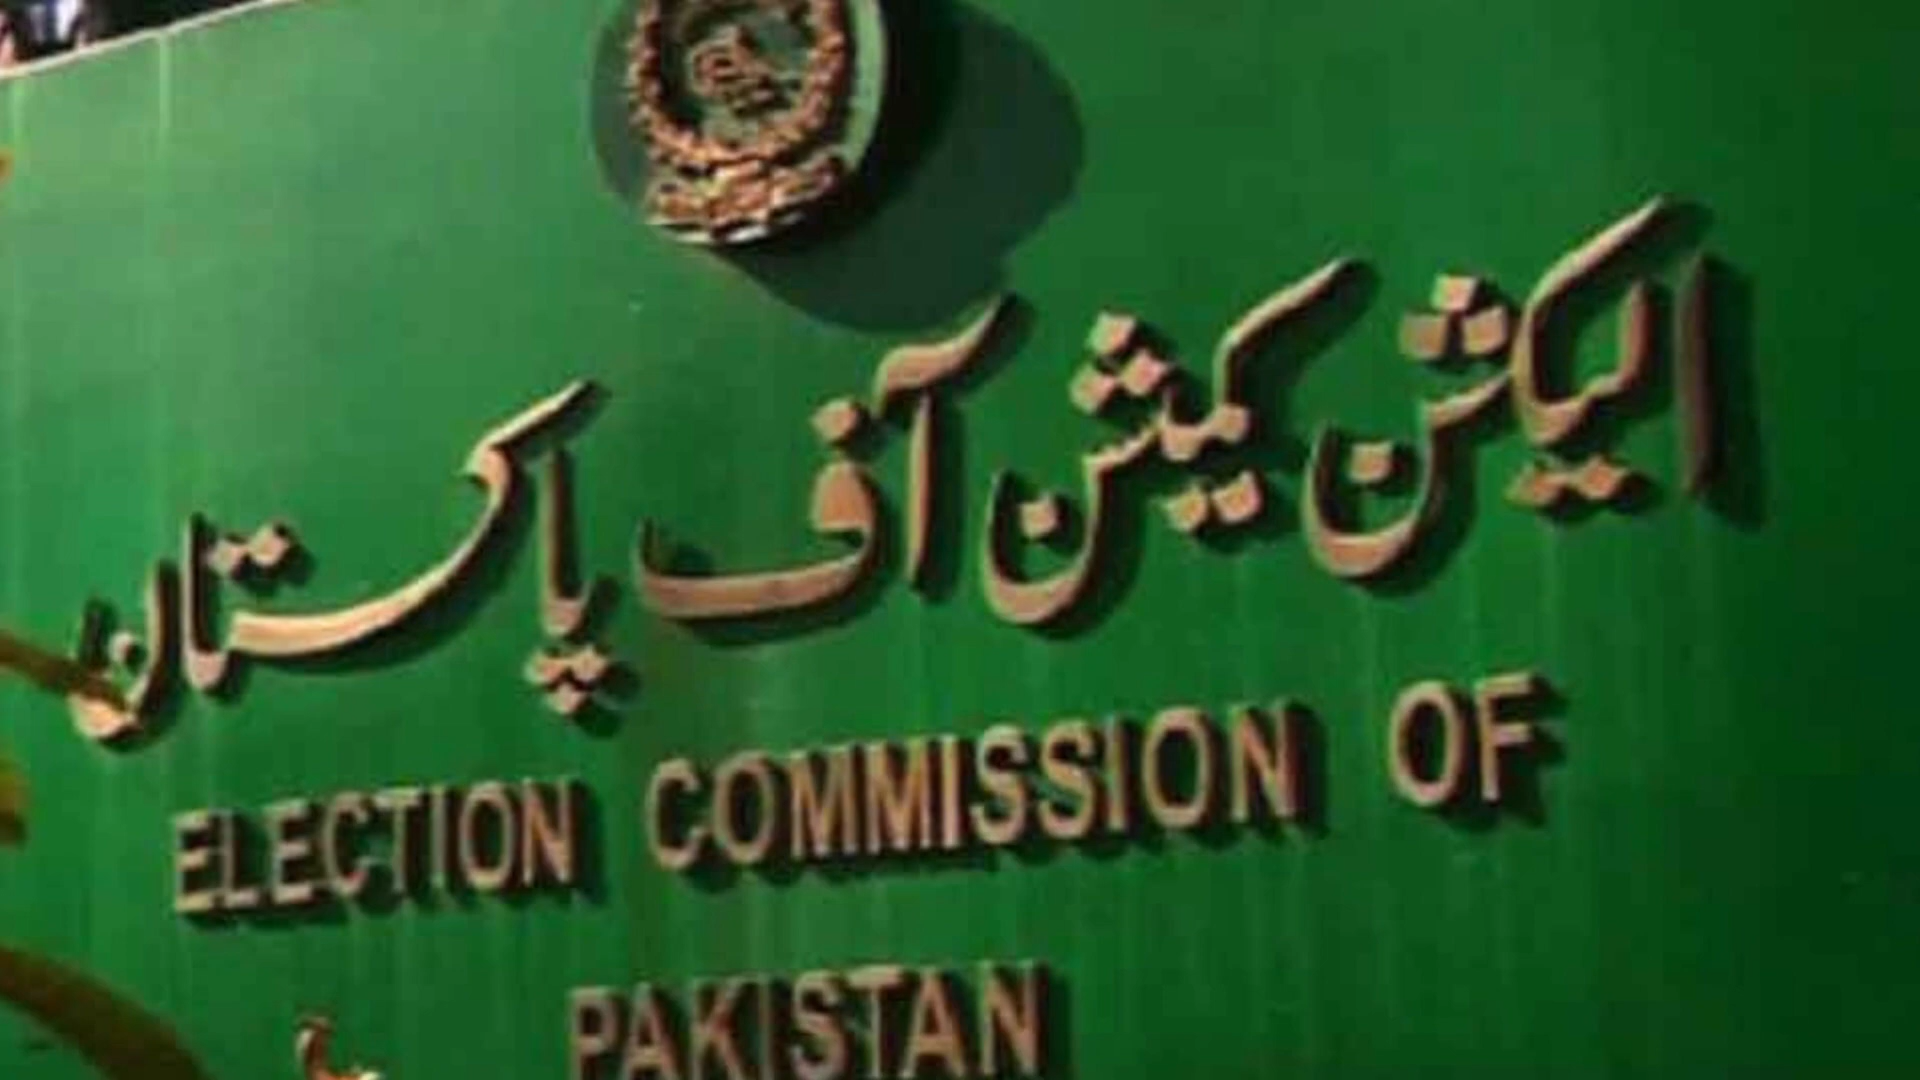 الیکشن کمیشن آف پاکستان
ELECTION COMMISSION OF
PAKISTAN